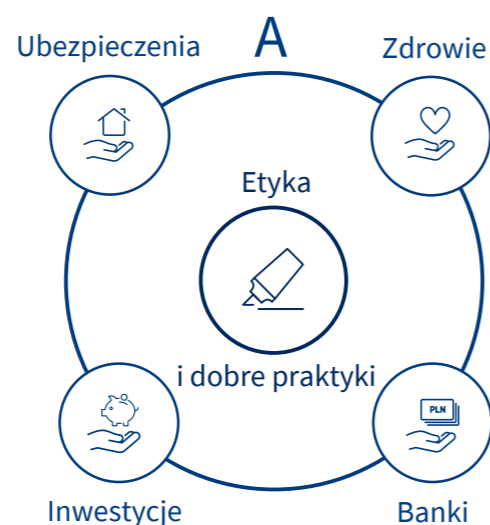 Ubezpieczenia
A
Zdrowie
Etyka
i dobre praktyki
PLN
Inwestycje
Banki